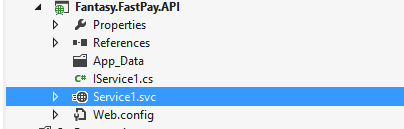 Fantasy.FastPay.API
Properties
References
App_Data
C# IService1.cs
Service1.svc
Web.config